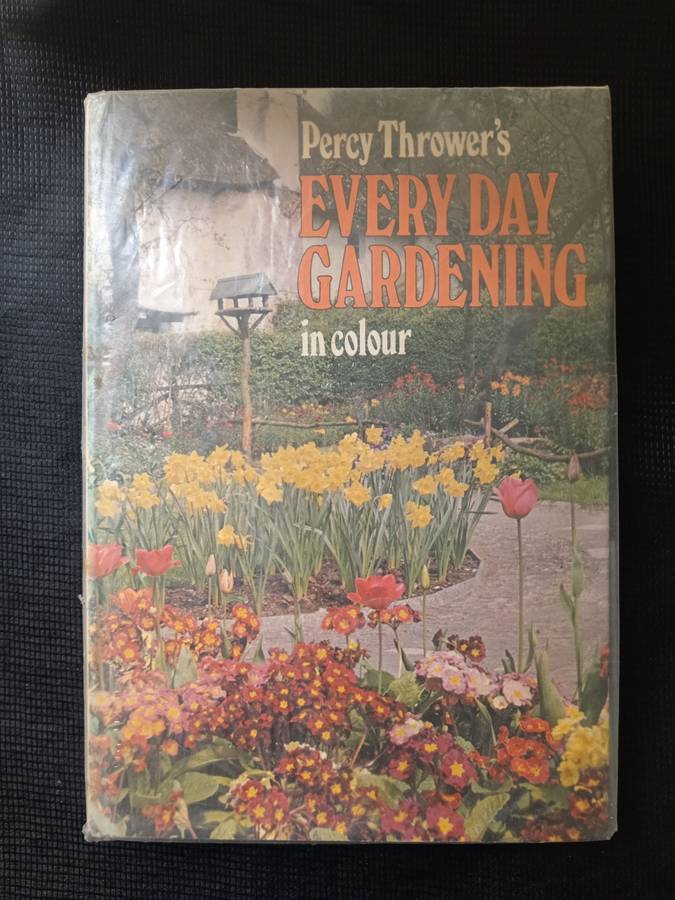 Percy Thrower's
EVERY DAY
GARDENING
in colour